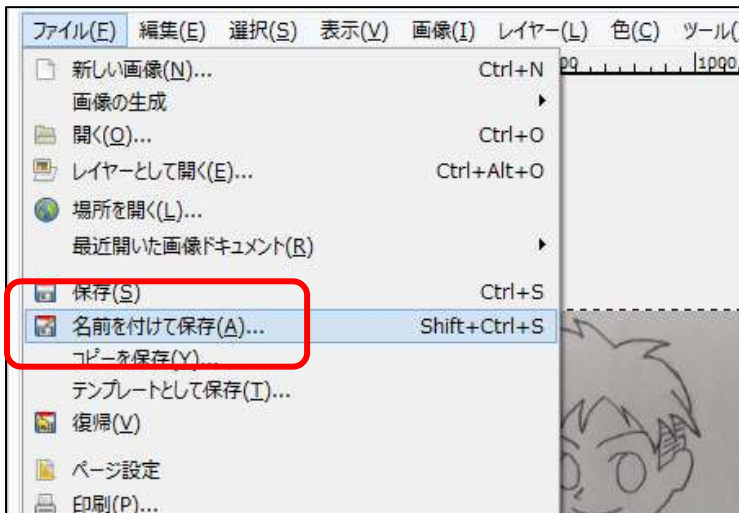 ファイル(F) 編集(E) 選択(S) 表示(V) 画像(I) レイヤー(L) 色(C) ツール(
新しい画像(N)... Ctrl+N
1000
画像の生成
開く(O)... Ctrl+O
レイヤーとして開く(E)... Ctrl+Alt+O
場所を開く(L)...
最近開いた画像ドキュメント(R)
保存(S) Ctrl+S
名前を付けて保存(A)... Shift+Ctrl+S
コピーを保存(Y)...
テンプレートとして保存(T)...
復帰(V)
ページ設定
印刷(P)...